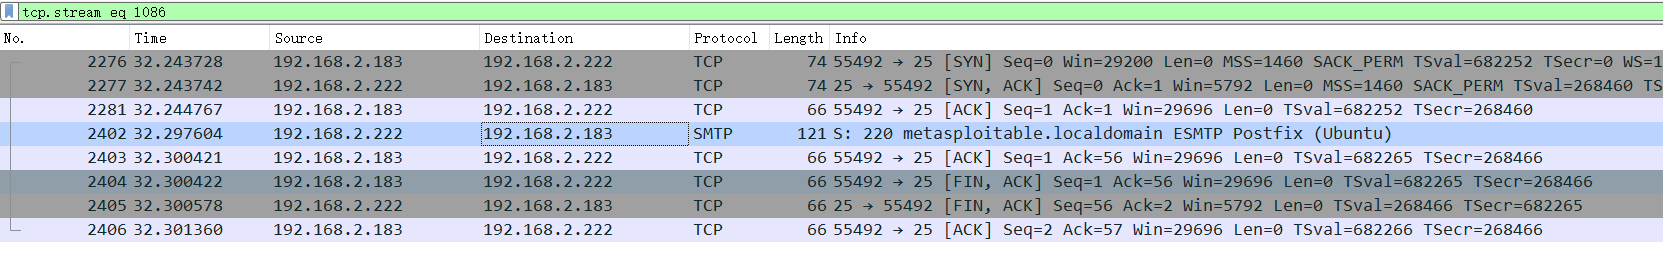 tcp.stream eq 1086
No. Time Source Destination Protocol Length Info
2276 32.243728 192.168.2.183 192.168.2.222 TCP 74 55492 → 25 [SYN] Seq=0 Win=29200 Len=0 MSS=1460 SACK_PERM TSval=682252 TSecr=0 WS=1
2277 32.243742 192.168.2.222 192.168.2.183 TCP 74 25 → 55492 [SYN, ACK] Seq=0 Ack=1 Win=5792 Len=0 MSS=1460 SACK_PERM TSval=268460 TS
2281 32.244767 192.168.2.183 192.168.2.222 TCP 66 55492 → 25 [ACK] Seq=1 Ack=1 Win=29696 Len=0 TSval=682252 TSecr=268460
2402 32.297604 192.168.2.222 192.168.2.183 SMTP 121 S: 220 metasploitable.localdomain ESMTP Postfix (Ubuntu)
2403 32.300421 192.168.2.183 192.168.2.222 TCP 66 55492 → 25 [ACK] Seq=1 Ack=56 Win=29696 Len=0 TSval=682265 TSecr=268466
2404 32.300422 192.168.2.183 192.168.2.222 TCP 66 55492 → 25 [FIN, ACK] Seq=1 Ack=56 Win=29696 Len=0 TSval=682265 TSecr=268466
2405 32.300578 192.168.2.222 192.168.2.183 TCP 66 25 → 55492 [FIN, ACK] Seq=56 Ack=2 Win=5792 Len=0 TSval=268466 TSecr=682265
2406 32.301360 192.168.2.183 192.168.2.222 TCP 66 55492 → 25 [ACK] Seq=2 Ack=57 Win=29696 Len=0 TSval=682266 TSecr=268466